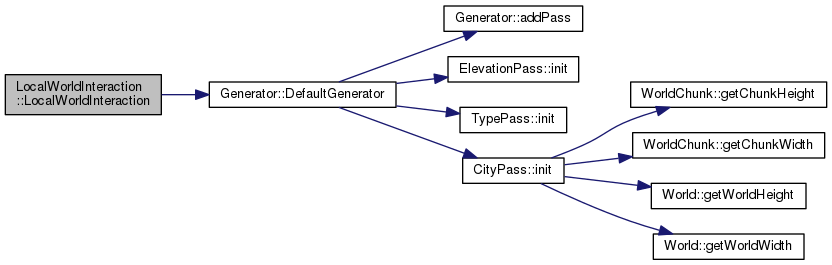 LocalWorldInteraction
::LocalWorldInteraction
Generator::DefaultGenerator
Generator::addPass
ElevationPass::init
TypePass::init
CityPass::init
WorldChunk::getChunkHeight
WorldChunk::getChunkWidth
World::getWorldHeight
World::getWorldWidth